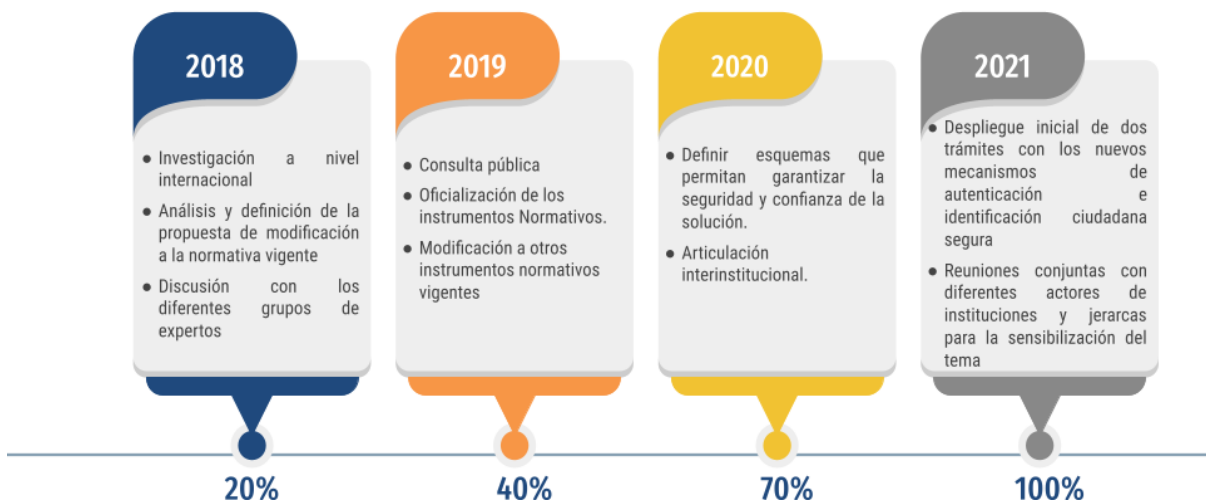 2018
● Investigación a nivel
internacional
● Análisis y definición de la
propuesta de modificación
a la normativa vigente
● Discusión con los
diferentes grupos de
expertos
20%
2019
● Consulta pública
● Oficialización de los
instrumentos Normativos.
● Modificación a otros
instrumentos normativos
vigentes
40%
2020
● Definir esquemas que
permitan garantizar la
seguridad y confianza de la
solución.
● Articulación
interinstitucional.
70%
2021
● Despliegue inicial de dos
trámites con los nuevos
mecanismos de
autenticación e
identificación ciudadana
segura
● Reuniones conjuntas con
diferentes actores de
instituciones y jerarcas
para la sensibilización del
tema
100%